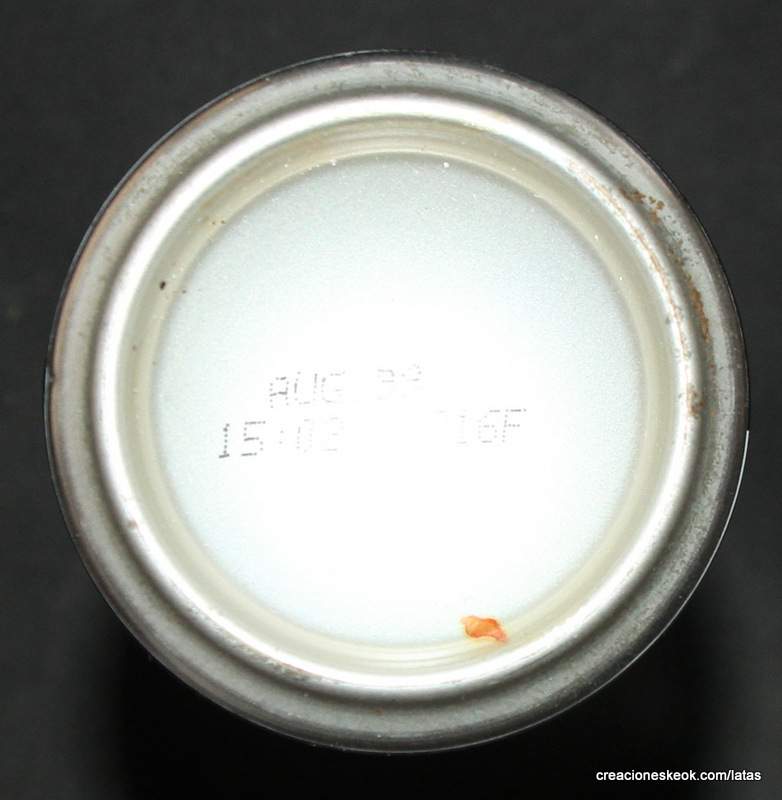 AUG
15:02 16F
creacioneskeok.com/latas